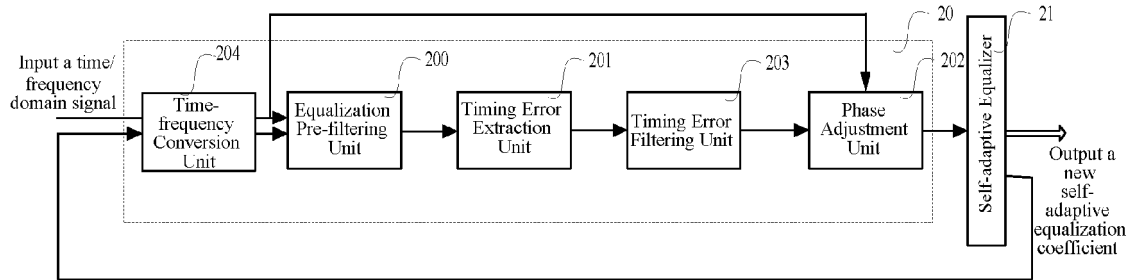 20
21
204
200
201
203
202
Input a time/
frequency
domain signal
Time-
frequency
Conversion
Unit
Equalization
Pre-filtering
Unit
Timing Error
Extraction
Unit
Timing Error
Filtering Unit
Phase
Adjustment
Unit
Self-adaptive Equalizer
Output a
new
self-
adaptive
equalization
coefficient